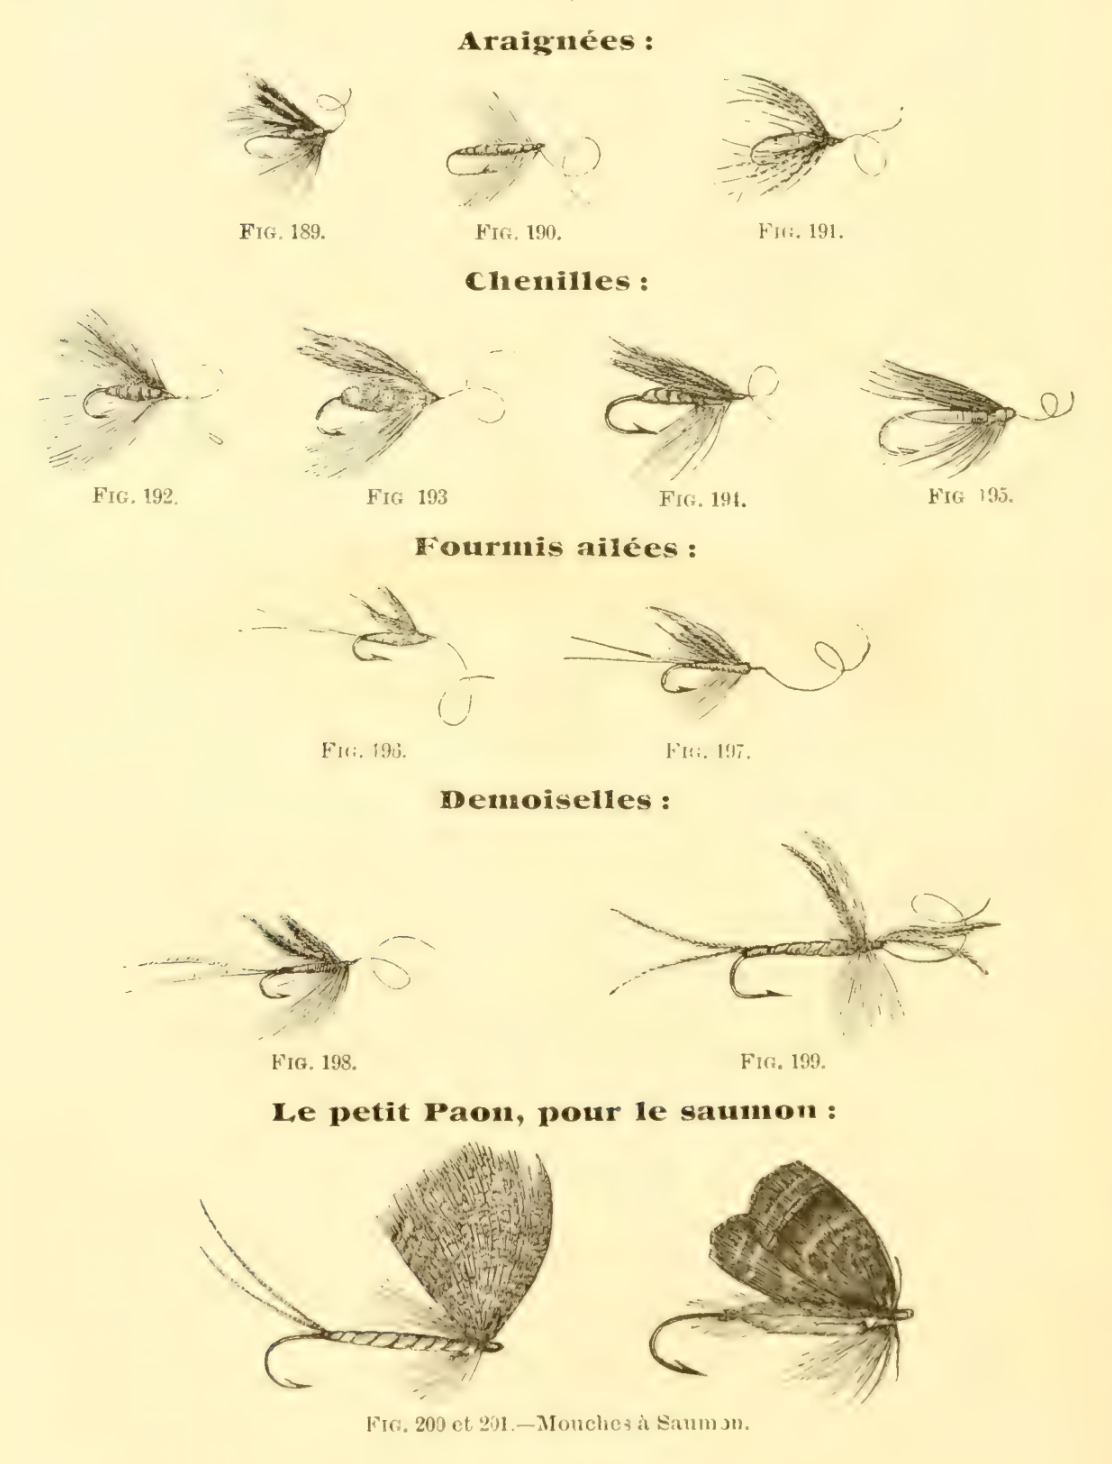 Araignées :
FIG. 189. FIG. 190. FIG. 191.
Chenilles :
FIG. 192. FIG 193 FIG. 194. FIG 195.
Fourmis ailées :
FIG. 196. FIG. 197.
Demoiselles :
FIG. 198. FIG. 199.
Le petit Paon, pour le saumon :
FIG. 200 et 201.—Mouches à Saumon.